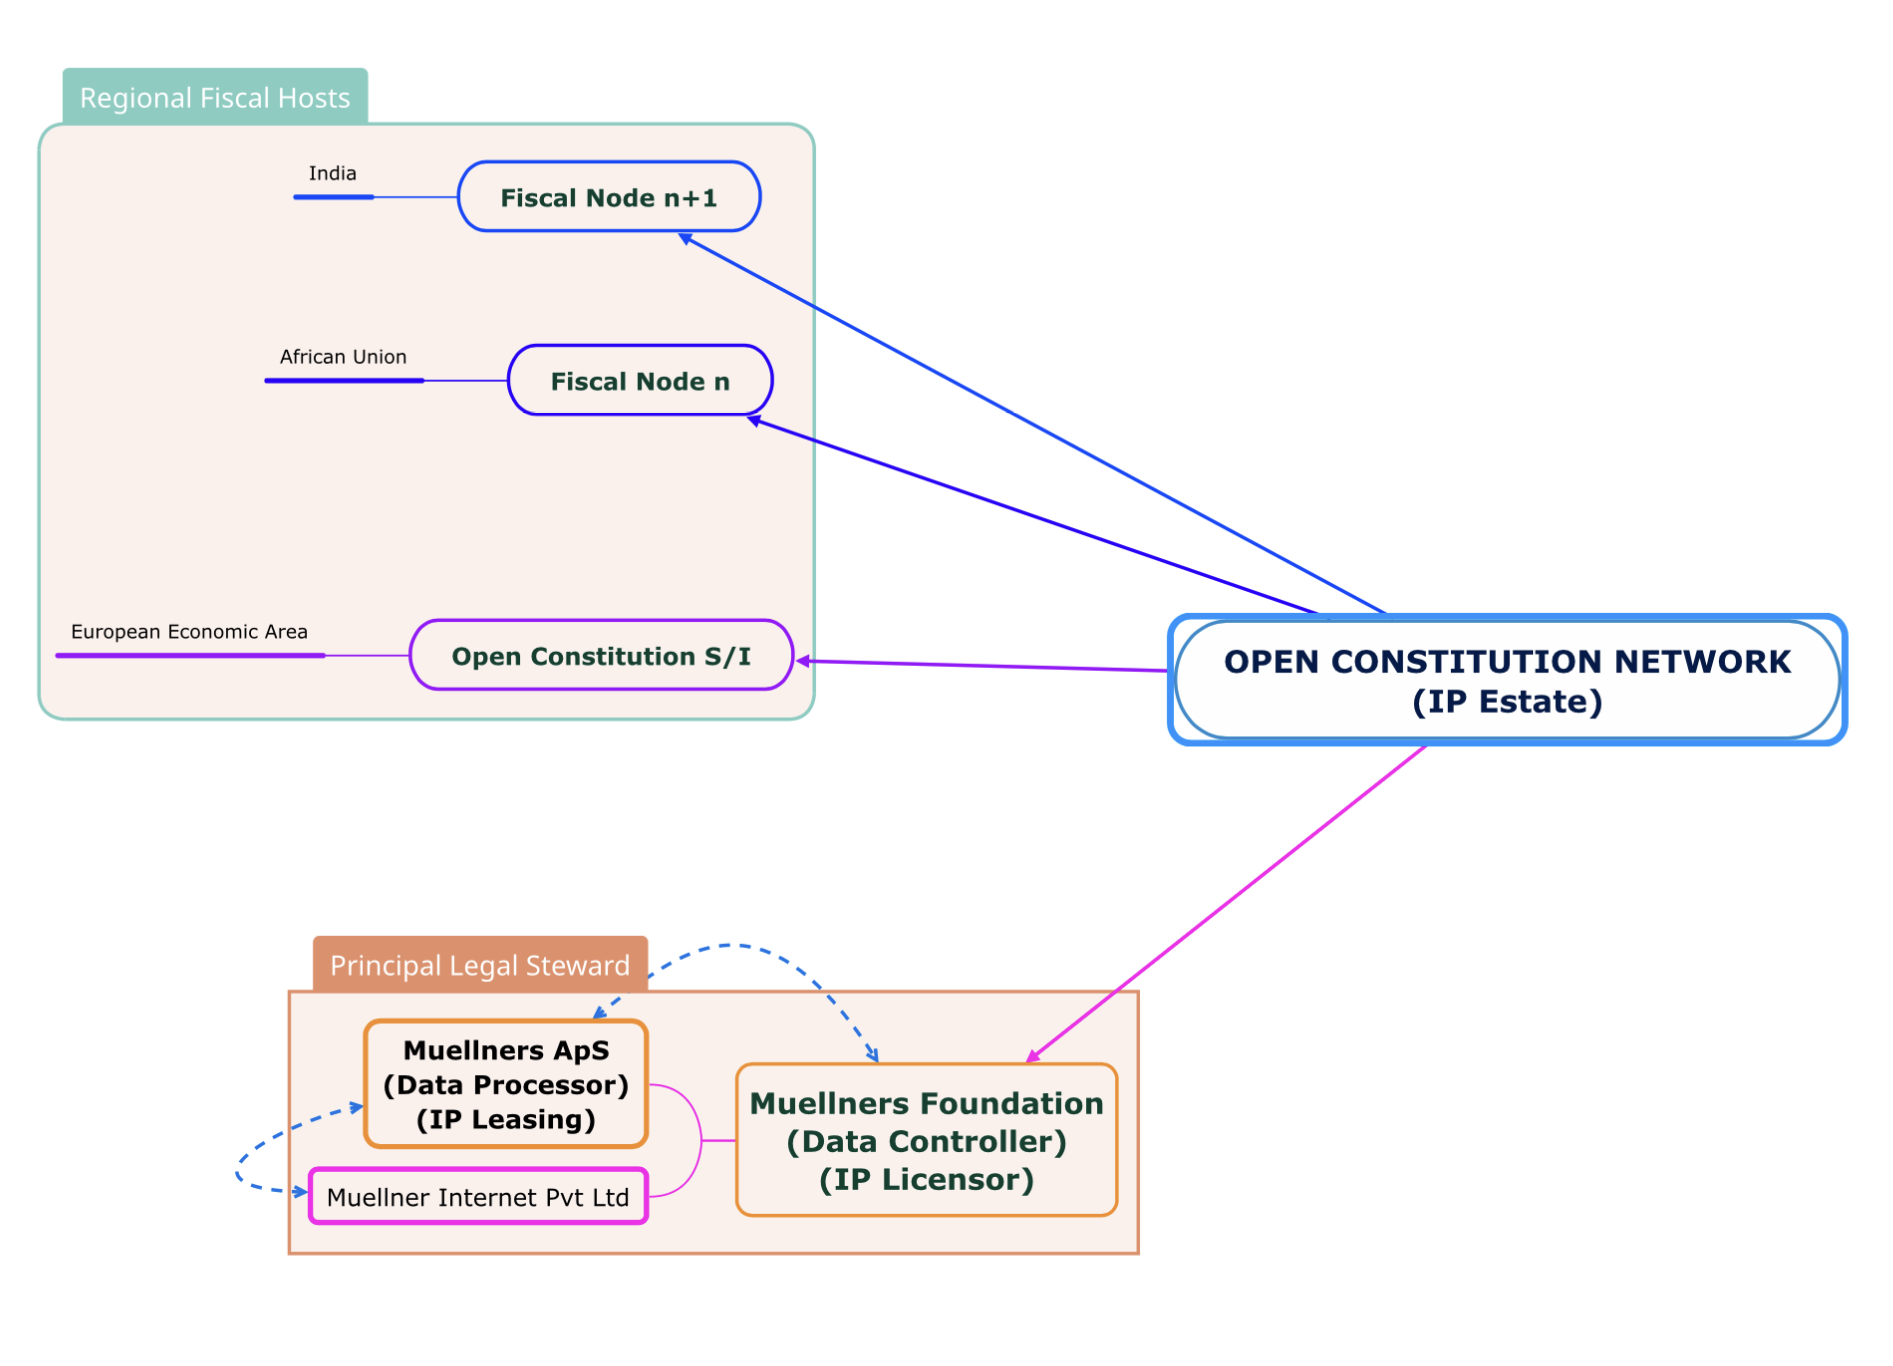 Regional Fiscal Hosts
India
Fiscal Node n+1
African Union
Fiscal Node n
European Economic Area
Open Constitution S/I
OPEN CONSTITUTION NETWORK
(IP Estate)
Principal Legal Steward
Muellners ApS
(Data Processor)
(IP Leasing)
Muellner Internet Pvt Ltd
Muellners Foundation
(Data Controller)
(IP Licensor)